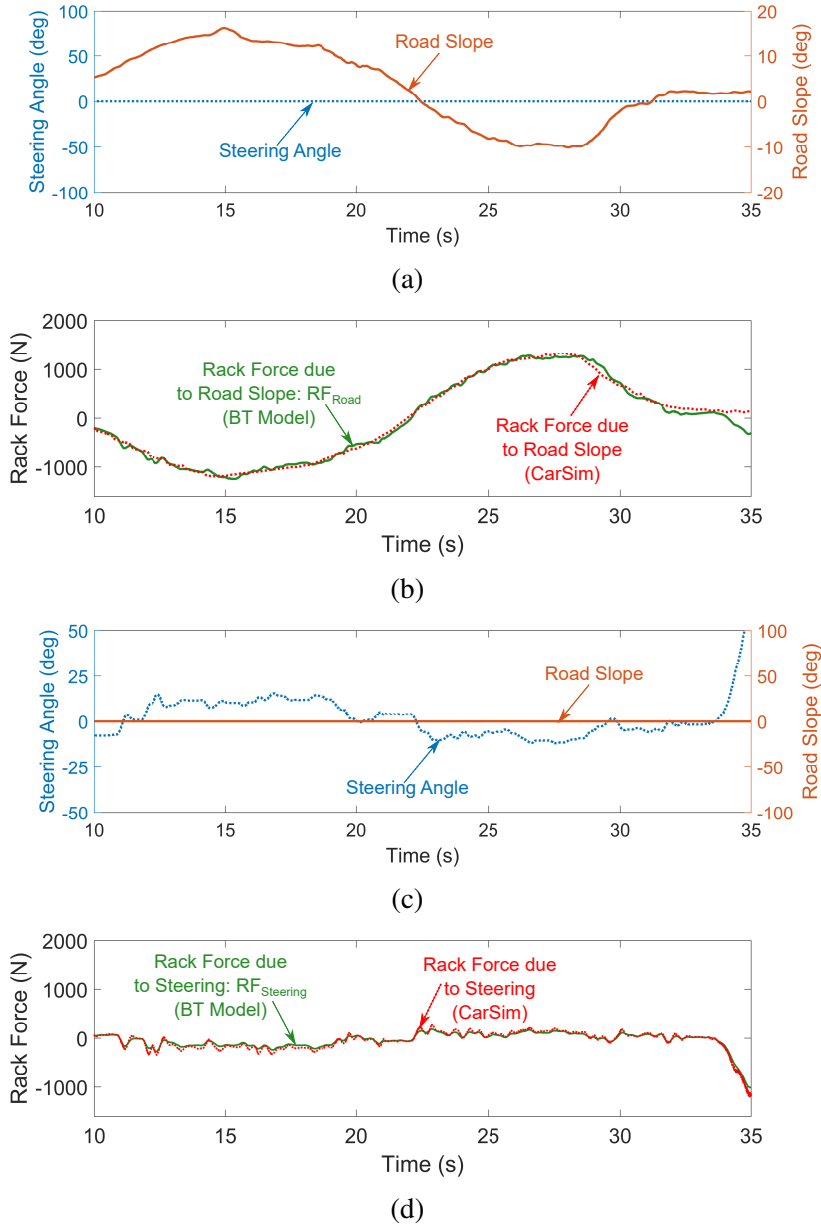 Steering Angle (deg)
100
50
0
-50
-100
Road Slope
Steering Angle
20
10
0
-10
-20
Road Slope (deg)
10 15 20 25 30 35
Time (s)
(a)
Rack Force (N)
2000
1000
0
-1000
Rack Force due
to Road Slope: RF_Road
(BT Model)
Rack Force due
to Road Slope
(CarSim)
10 15 20 25 30 35
Time (s)
(b)
Steering Angle (deg)
50
25
0
-25
-50
Road Slope
Steering Angle
100
50
0
-50
-100
Road Slope (deg)
10 15 20 25 30 35
Time (s)
(c)
Rack Force (N)
2000
1000
0
-1000
Rack Force due
to Steering: RF_Steering
(BT Model)
Rack Force due
to Steering
(CarSim)
10 15 20 25 30 35
Time (s)
(d)